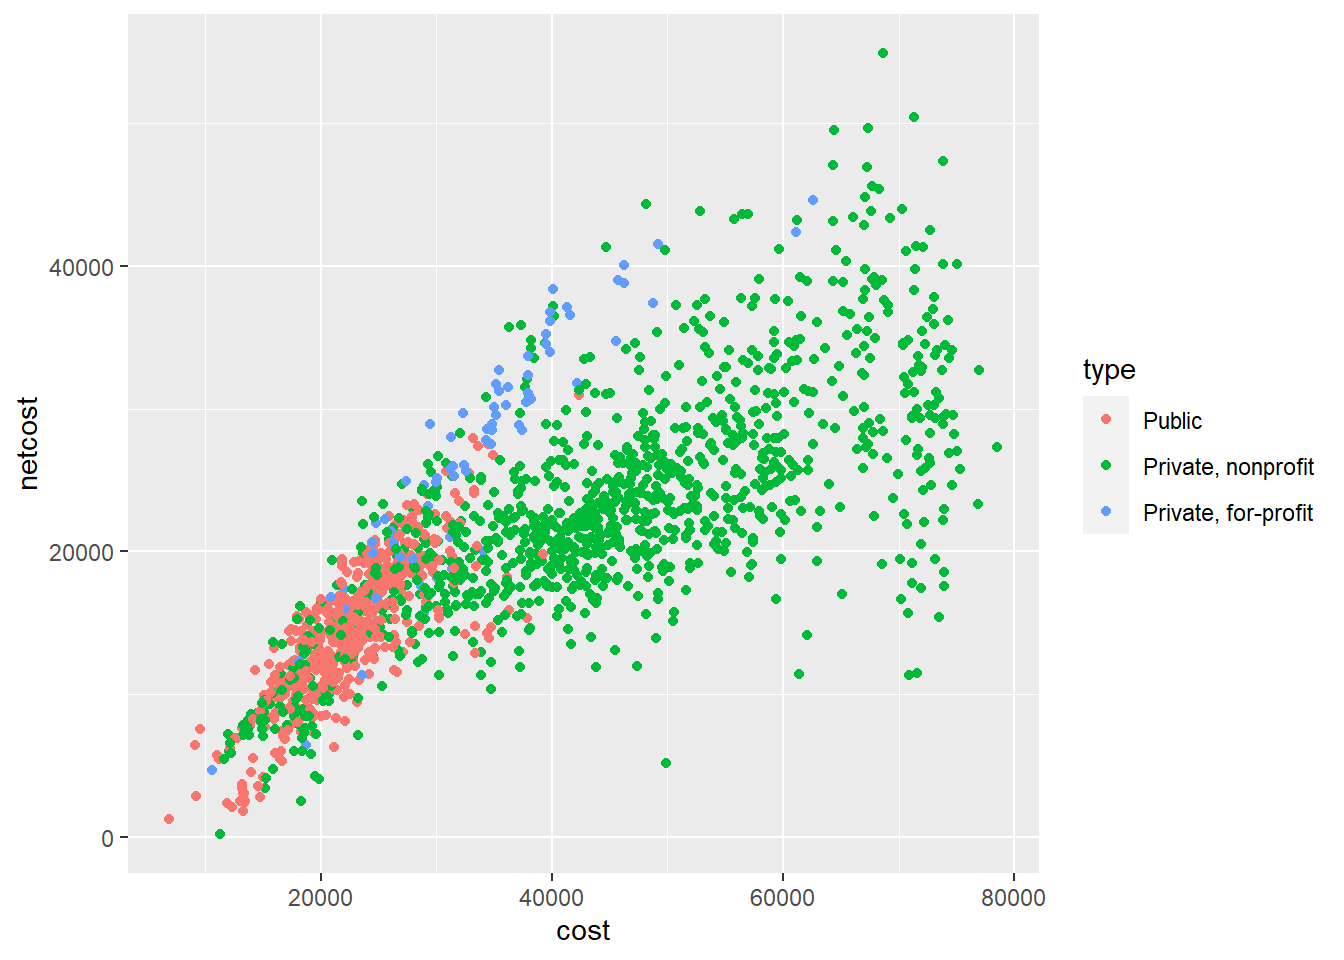 netcost
40000
20000
0
20000
40000
60000
80000
cost
type
Public
Private, nonprofit
Private, for-profit